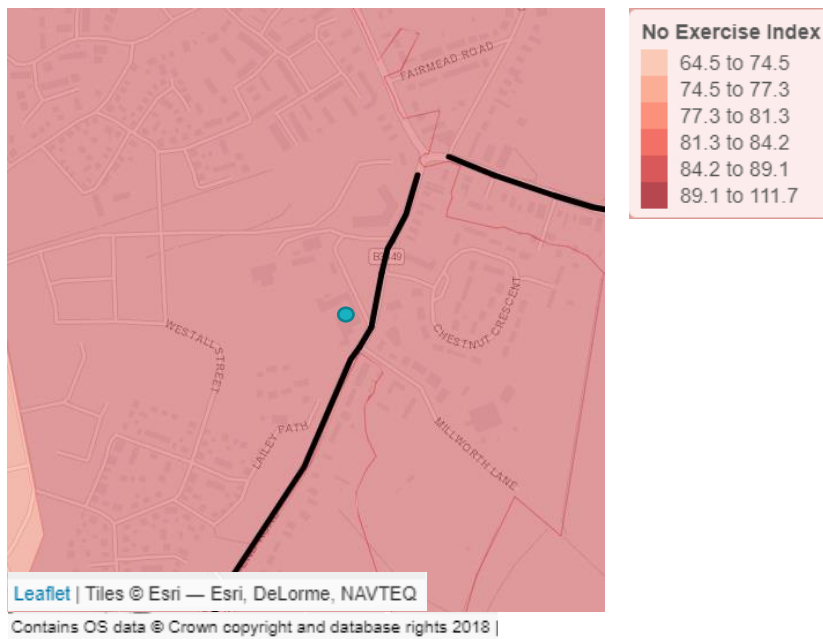 FAIRMEAD ROAD
CHESTNUT CRESCENT
WESTALL STREET
LAILEY PATH
MILLWORTH LANE
Leaflet | Tiles © Esri — Esri, DeLorme, NAVTEQ
Contains OS data © Crown copyright and database rights 2018 |
No Exercise Index
64.5 to 74.5
74.5 to 77.3
77.3 to 81.3
81.3 to 84.2
84.2 to 89.1
89.1 to 111.7